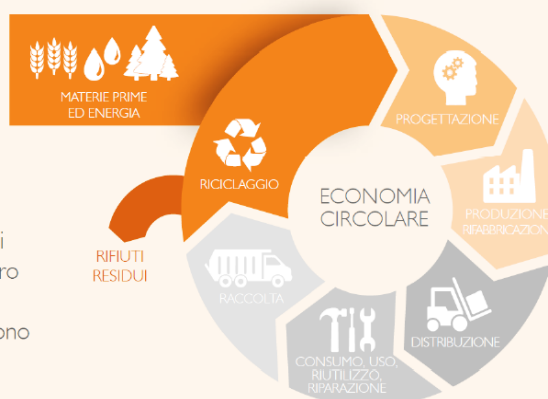 MATERIE PRIME
ED ENERGIA
PROGETTAZIONE
RICICLAGGIO
ECONOMIA
CIRCOLARE
PRODUZIONE
RIFABBRICAZIONE
RIFIUTI
RESIDUI
RACCOLTA
DISTRIBUZIONE
CONSUMO, USO,
RIUTILIZZO,
RIPARAZIONE